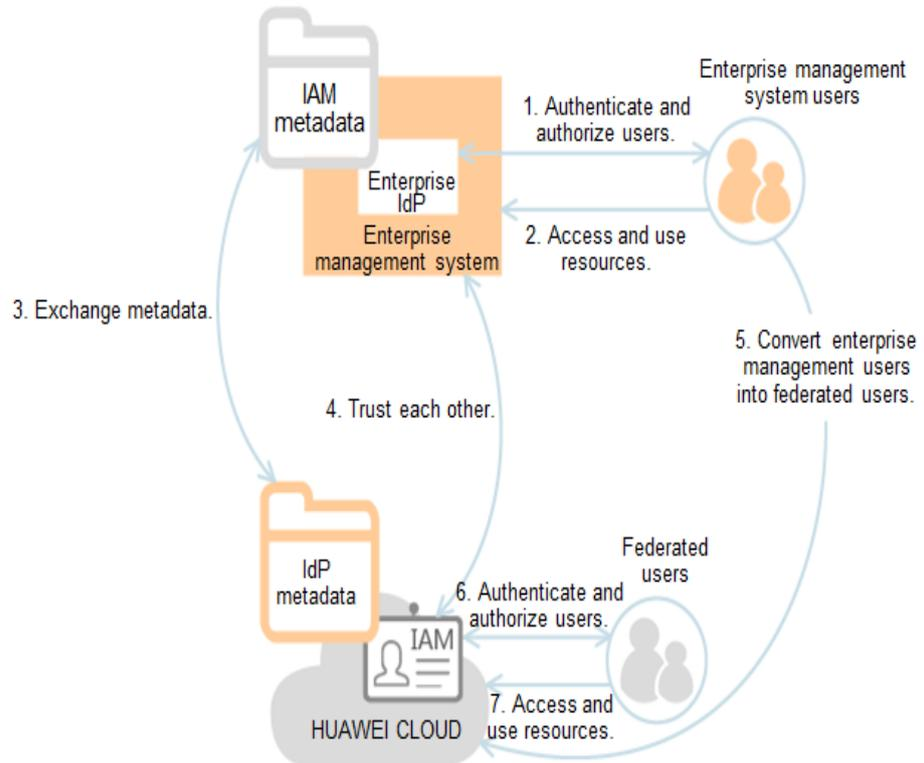 IAM
metadata
Enterprise
IdP
Enterprise
management system
Enterprise management
system users
1. Authenticate and
authorize users.
2. Access and use
resources.
3. Exchange metadata.
4. Trust each other.
5. Convert enterprise
management users
into federated users.
IdP
metadata
IAM
HUAWEI CLOUD
Federated
users
6. Authenticate and
authorize users.
7. Access and
use resources.